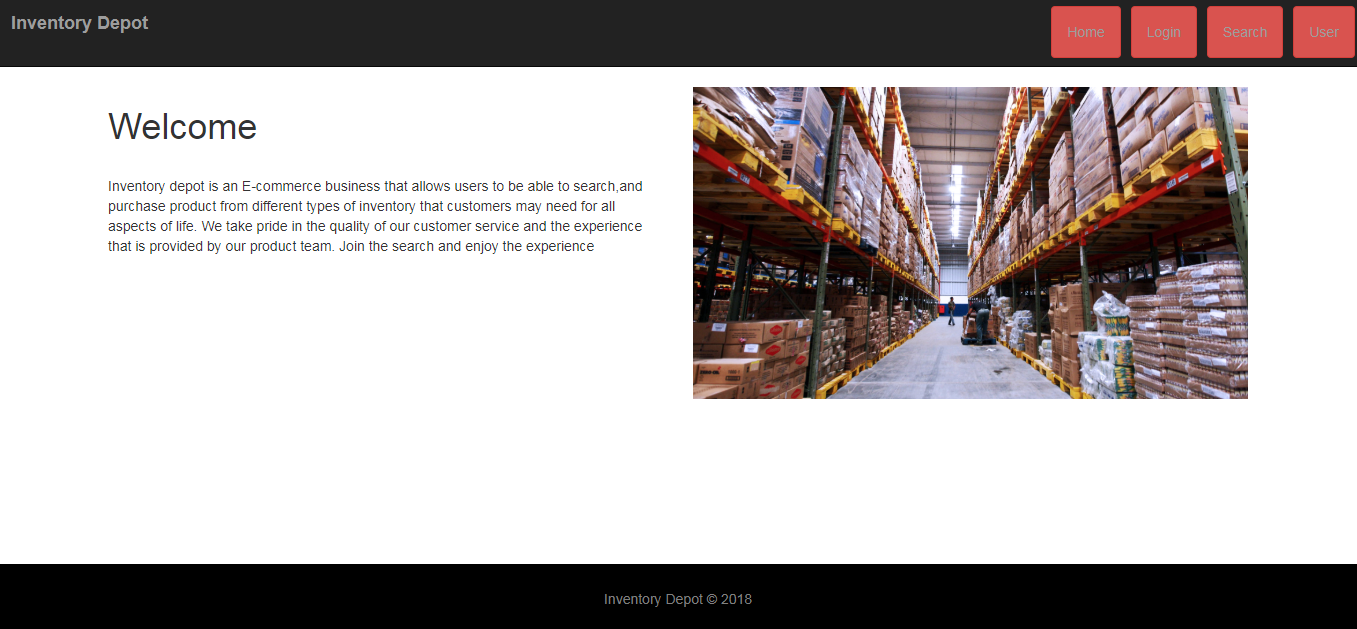 Inventory Depot
Home
Login
Search
User
Welcome
Inventory depot is an E-commerce business that allows users to be able to search,and
purchase product from different types of inventory that customers may need for all
aspects of life. We take pride in the quality of our customer service and the experience
that is provided by our product team. Join the search and enjoy the experience
Inventory Depot © 2018